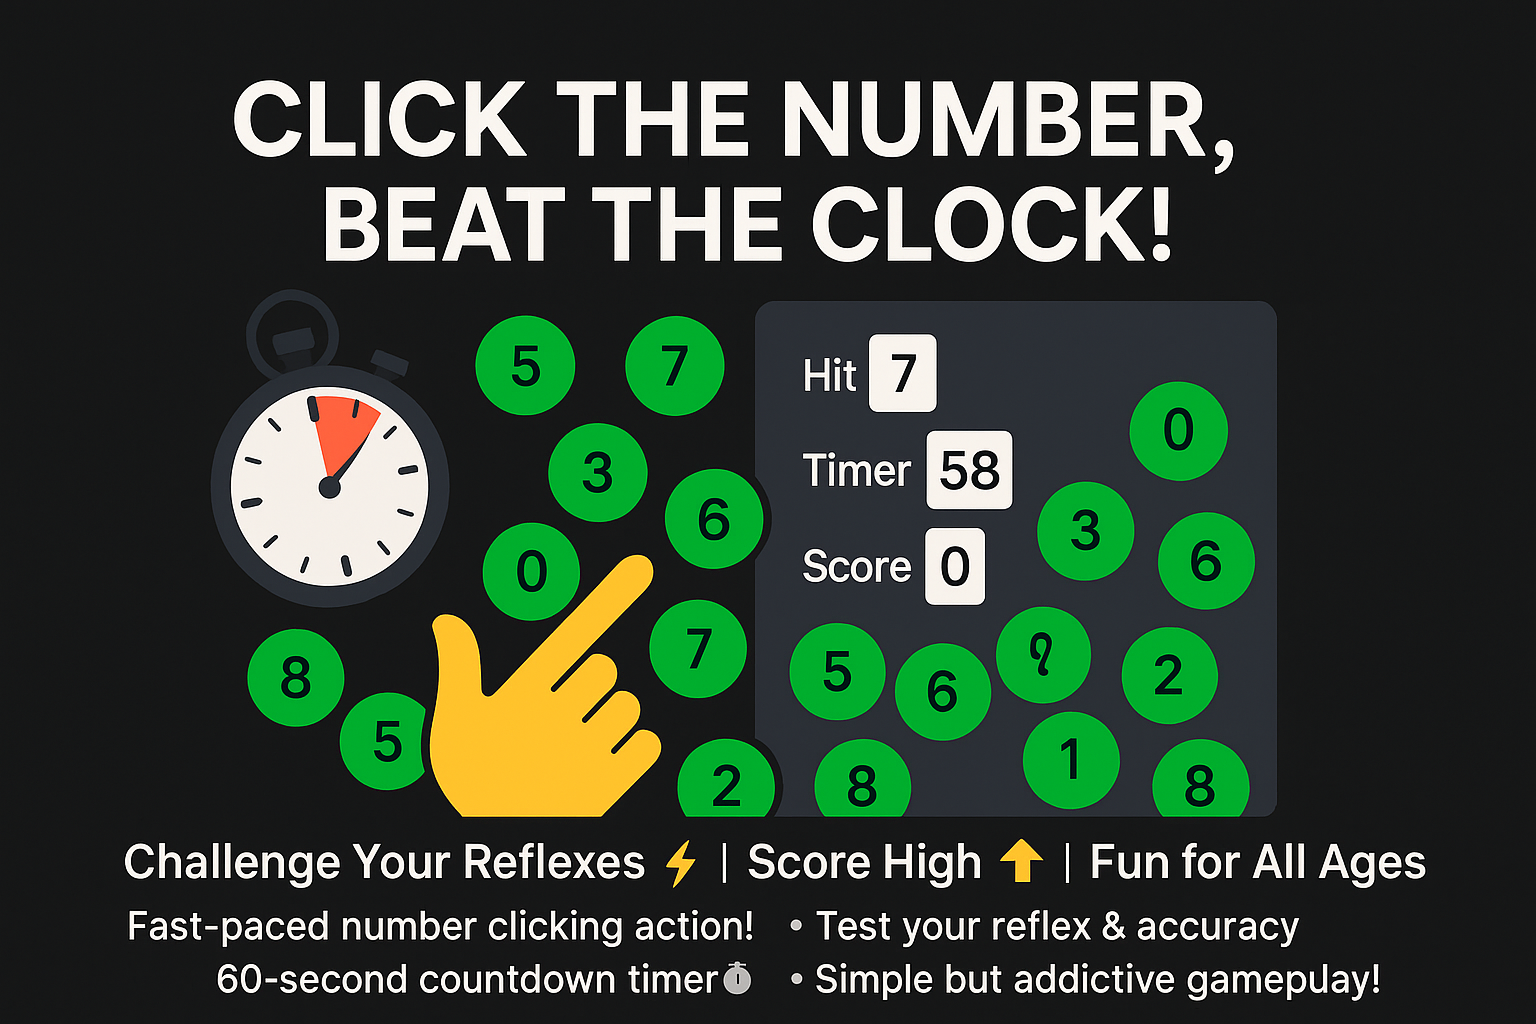 CLICK THE NUMBER,
BEAT THE CLOCK!
5 7
3
6
0
7
8
5
2
Hit 7
Timer 58
Score 0
0
3
6
5 6 2
1
8 8
Challenge Your Reflexes ⚡ | Score High ⬆ | Fun for All Ages
Fast-paced number clicking action! • Test your reflex & accuracy
60-second countdown timer⏱ • Simple but addictive gamepuay!